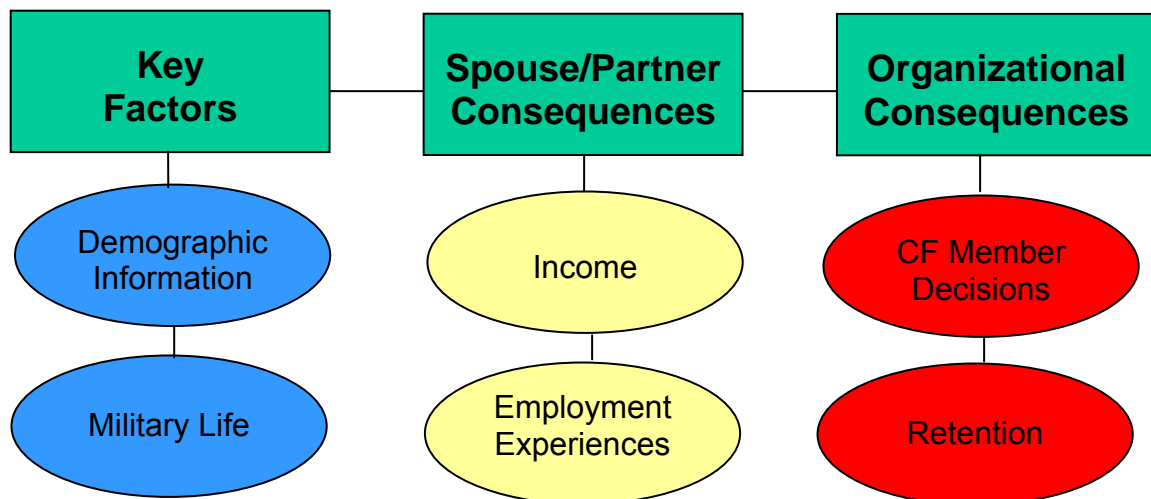 Key
Factors
Spouse/Partner
Consequences
Organizational
Consequences
Demographic
Information
Income
CF Member
Decisions
Military Life
Employment
Experiences
Retention